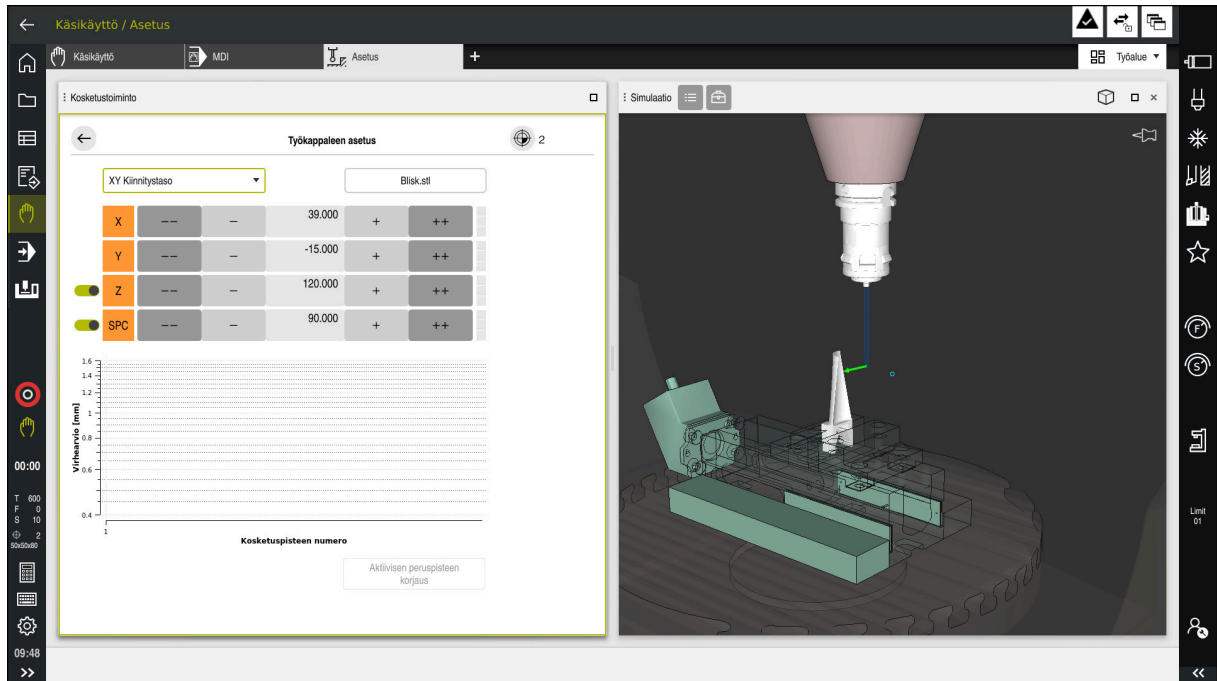 Käsikäyttö / Asetus
Käsikäyttö
MDI
Asetus
+
Työalue
Kosketustoiminto
Työkappaleen asetus
2
XY Kiinnitystaso
Blisk.stl
X -- - 39.000 + ++
Y -- - -15.000 + ++
Z -- - 120.000 + ++
SPC -- - 90.000 + ++
1.6
1.4
1.2
1
0.8
0.6
0.4
Virhearvio [mm]
1
Kosketuspisteen numero
Aktiivisen peruspisteen
korjaus
Simulaatio
00:00
T 600
F 0
S 10
2
50x50x80
09:48
F
S
Limit
01